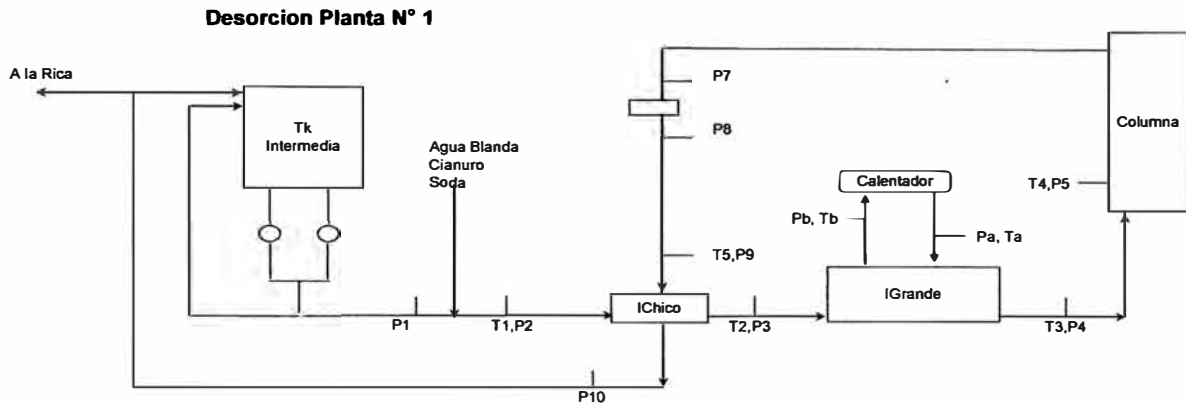 Desorcion Planta N° 1
A la Rica
Tk
Intermedia
Agua Blanda
Cianuro
Soda
P7
P8
Columna
Calentador
T4,P5
Pb, Tb
Pa, Ta
T5,P9
IChico
IGrande
P1
T1,P2
T2,P3
T3,P4
P10